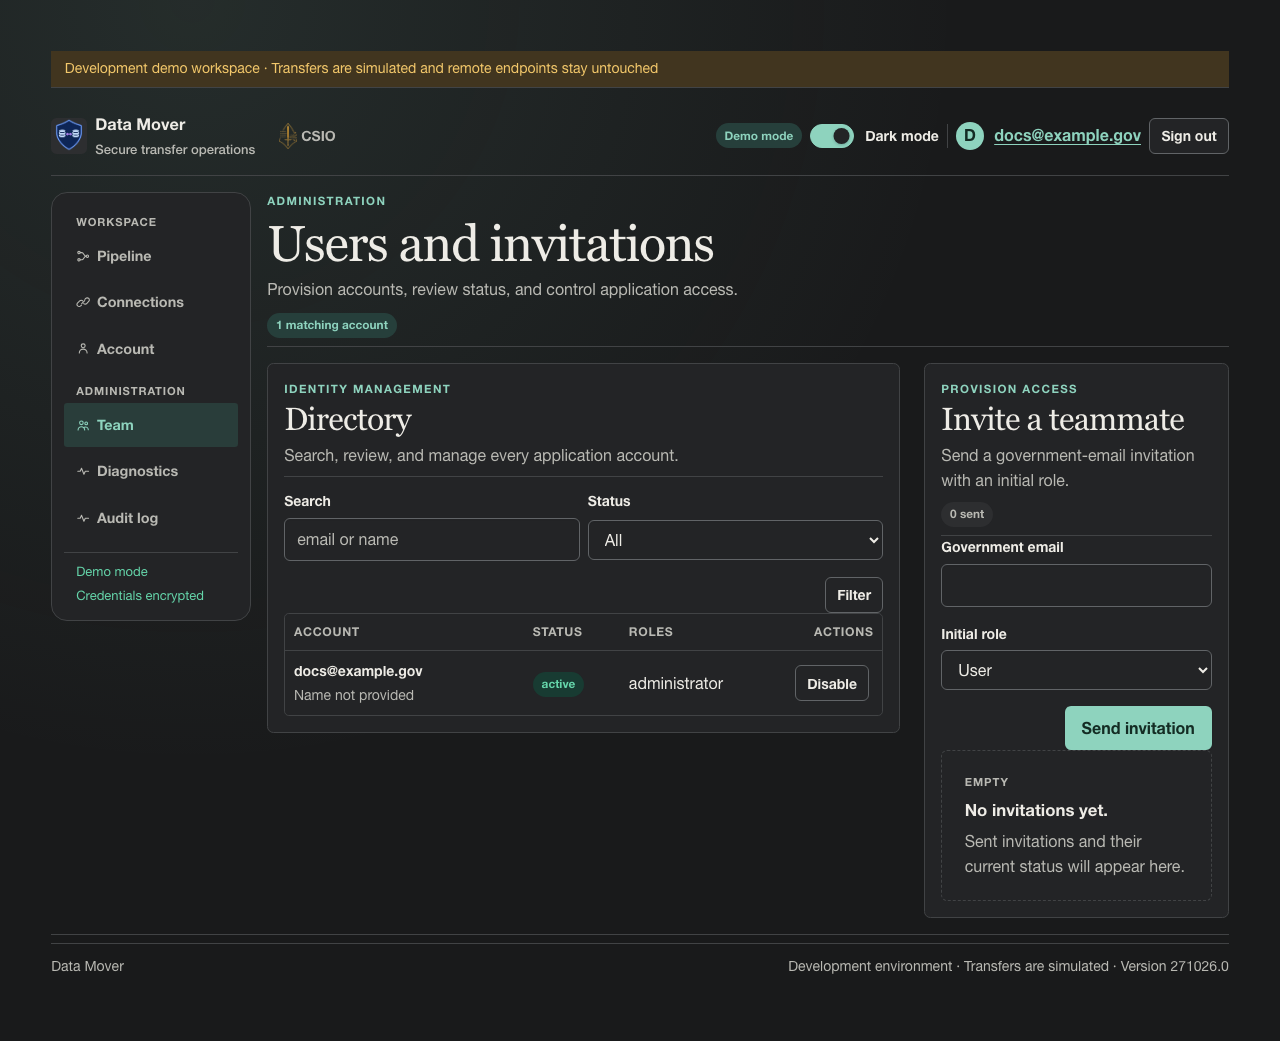 Development demo workspace · Transfers are simulated and remote endpoints stay untouched
Data Mover
Secure transfer operations
CSIO
Demo mode
Dark mode
D
docs@example.gov
Sign out
WORKSPACE
Pipeline
Connections
Account
ADMINISTRATION
Team
Diagnostics
Audit log
Demo mode
Credentials encrypted
ADMINISTRATION
Users and invitations
Provision accounts, review status, and control application access.
1 matching account
IDENTITY MANAGEMENT
Directory
Search, review, and manage every application account.
Search
Status
email or name
All
Filter
ACCOUNT STATUS ROLES ACTIONS
docs@example.gov
Name not provided
active
administrator
Disable
PROVISION ACCESS
Invite a teammate
Send a government-email invitation
with an initial role.
0 sent
Government email
Initial role
User
Send invitation
EMPTY
No invitations yet.
Sent invitations and their
current status will appear here.
Data Mover
Development environment · Transfers are simulated · Version 271026.0